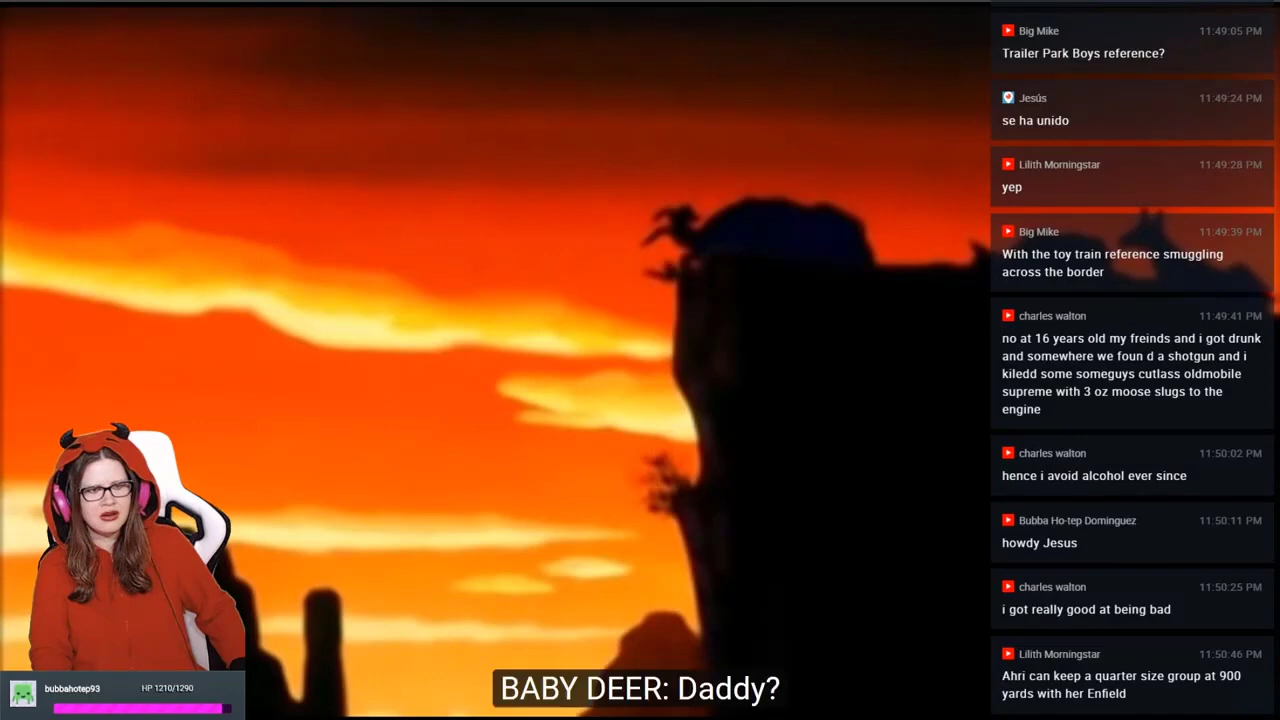 Big Mike 11:49:05 PM
Trailer Park Boys reference?
Jesús 11:49:24 PM
se ha unido
Lilith Morningstar 11:49:28 PM
yep
Big Mike 11:49:39 PM
With the toy train reference smuggling
across the border
charles walton 11:49:41 PM
no at 16 years old my freinds and i got drunk
and somewhere we foun d a shotgun and i
kiledd some someguys cutlass oldmobile
supreme with 3 oz moose slugs to the
engine
charles walton 11:50:02 PM
hence i avoid alcohol ever since
Bubba Ho-tep Dominguez 11:50:11 PM
howdy Jesus
charles walton 11:50:25 PM
i got really good at being bad
Lilith Morningstar 11:50:46 PM
Ahri can keep a quarter size group at 900
yards with her Enfield
BABY DEER: Daddy?
bubbahotep93 HP 1210/1290